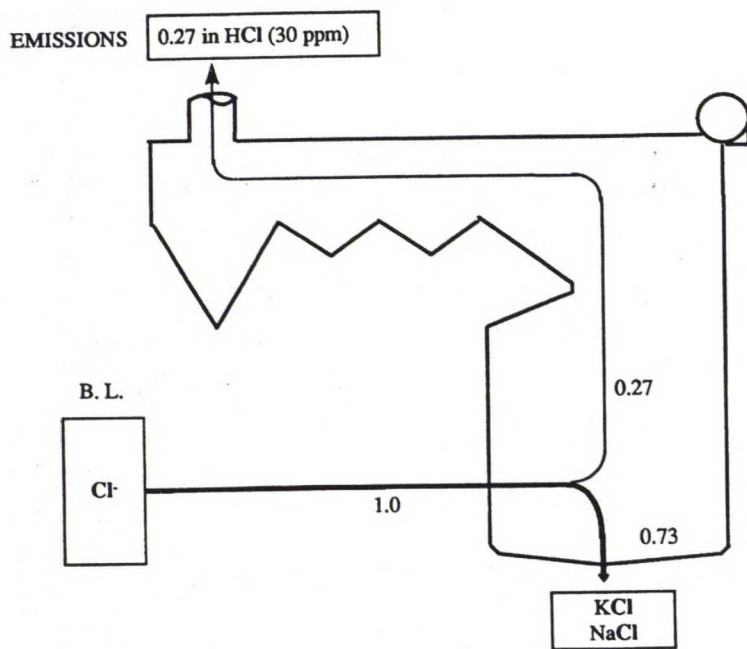 EMISSIONS
0.27 in HCl (30 ppm)
0.27
B. L.
Cl-
1.0
0.73
KCl
NaCl